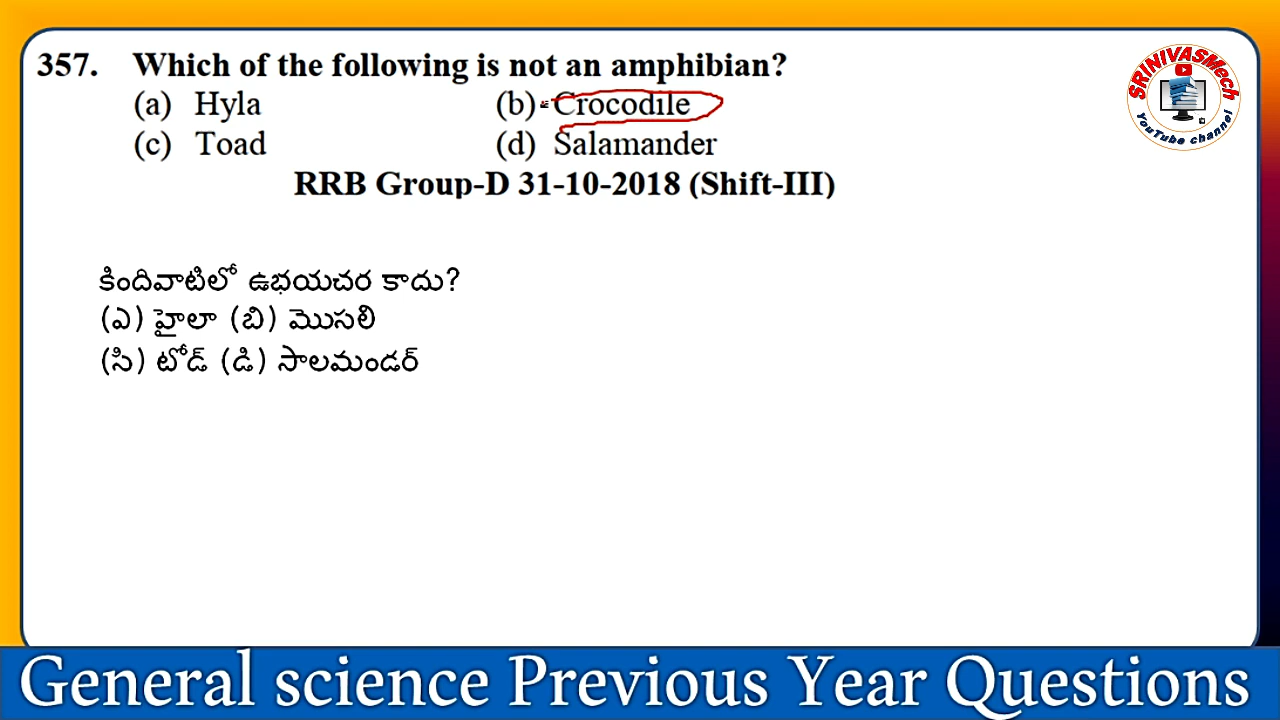 357. Which of the following is not an amphibian?
(a) Hyla (b) Crocodile
(c) Toad (d) Salamander
RRB Group-D 31-10-2018 (Shift-III)
SRINIVASMech
YouTube channel
కిందివాటిలో ఉభయచర కాదు?
(ఎ) హైలా (బి) మొసలి
(సి) టోడ్ (డి) సాలమండర్
General science Previous Year Questions